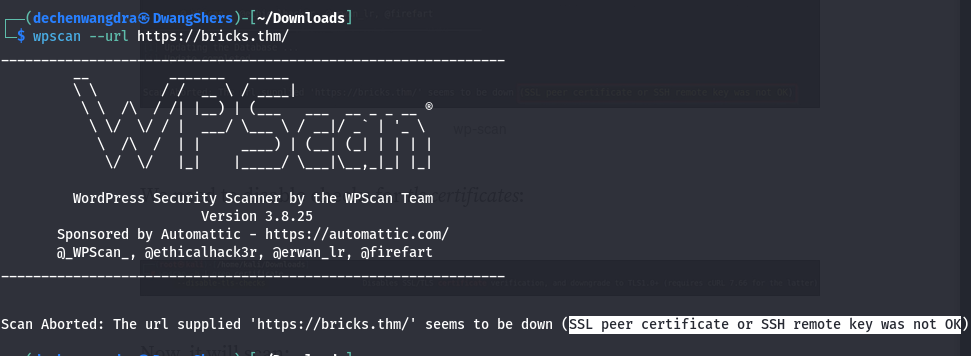 (dechenwangdra㉿DwangShers)-[~/Downloads]
$ wpscan --url https://bricks.thm/
WPScan ®
WordPress Security Scanner by the WPScan Team
Version 3.8.25
Sponsored by Automattic - https://automattic.com/
@_WPScan_, @ethicalhack3r, @erwan_lr, @firefart
Scan Aborted: The url supplied 'https://bricks.thm/' seems to be down (SSL peer certificate or SSH remote key was not OK)